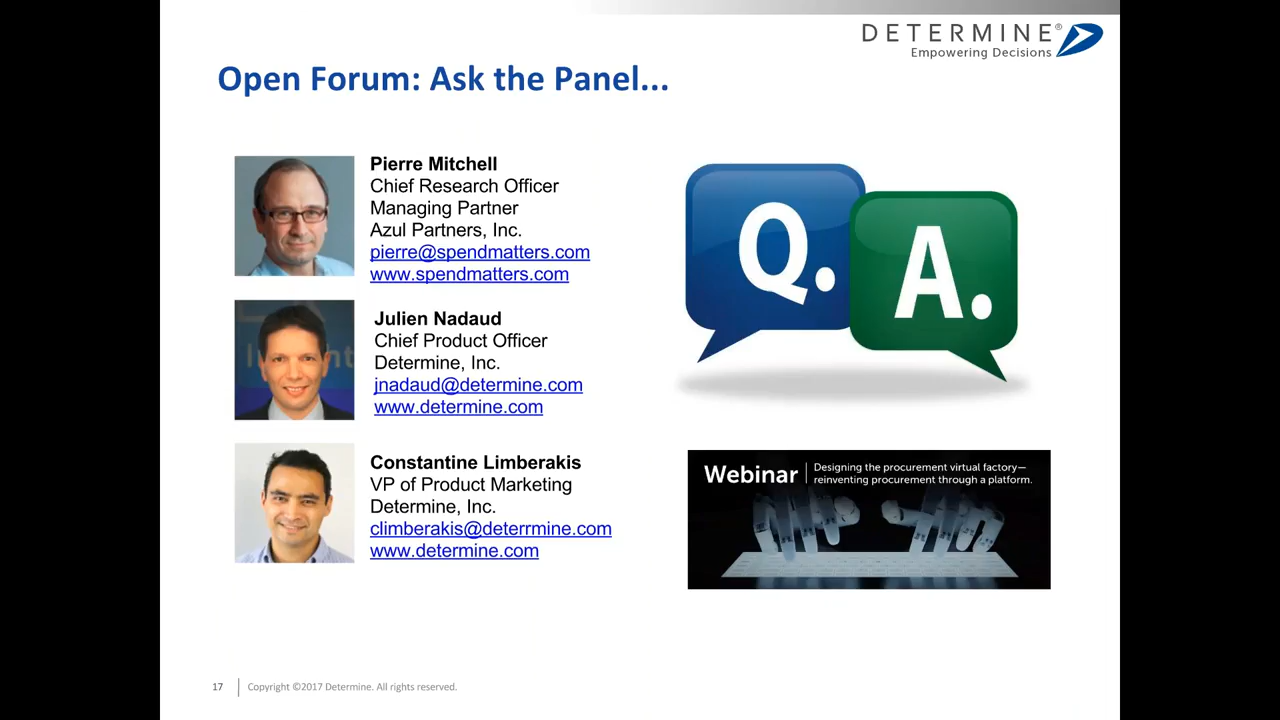 DETERMINE®
Empowering Decisions
Open Forum: Ask the Panel...
Pierre Mitchell
Chief Research Officer
Managing Partner
Azul Partners, Inc.
pierre@spendmatters.com
www.spendmatters.com
Julien Nadaud
Chief Product Officer
Determine, Inc.
jnadaud@determine.com
www.determine.com
Constantine Limberakis
VP of Product Marketing
Determine, Inc.
climberakis@deterrmine.com
www.determine.com
Q.
A.
Webinar
Designing the procurement virtual factory—
reinventing procurement through a platform.
17
Copyright ©2017 Determine. All rights reserved.